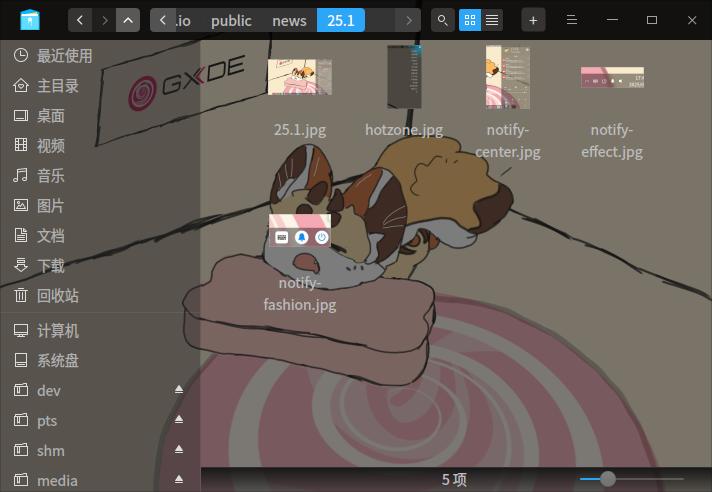 .io public news 25.1
最近使用
主目录
桌面
视频
音乐
图片
文档
下载
回收站
计算机
系统盘
dev
pts
shm
media
GXDE
25.1.jpg
hotzone.jpg
notify-
center.jpg
notify-
effect.jpg
notify-
fashion.jpg
5 项